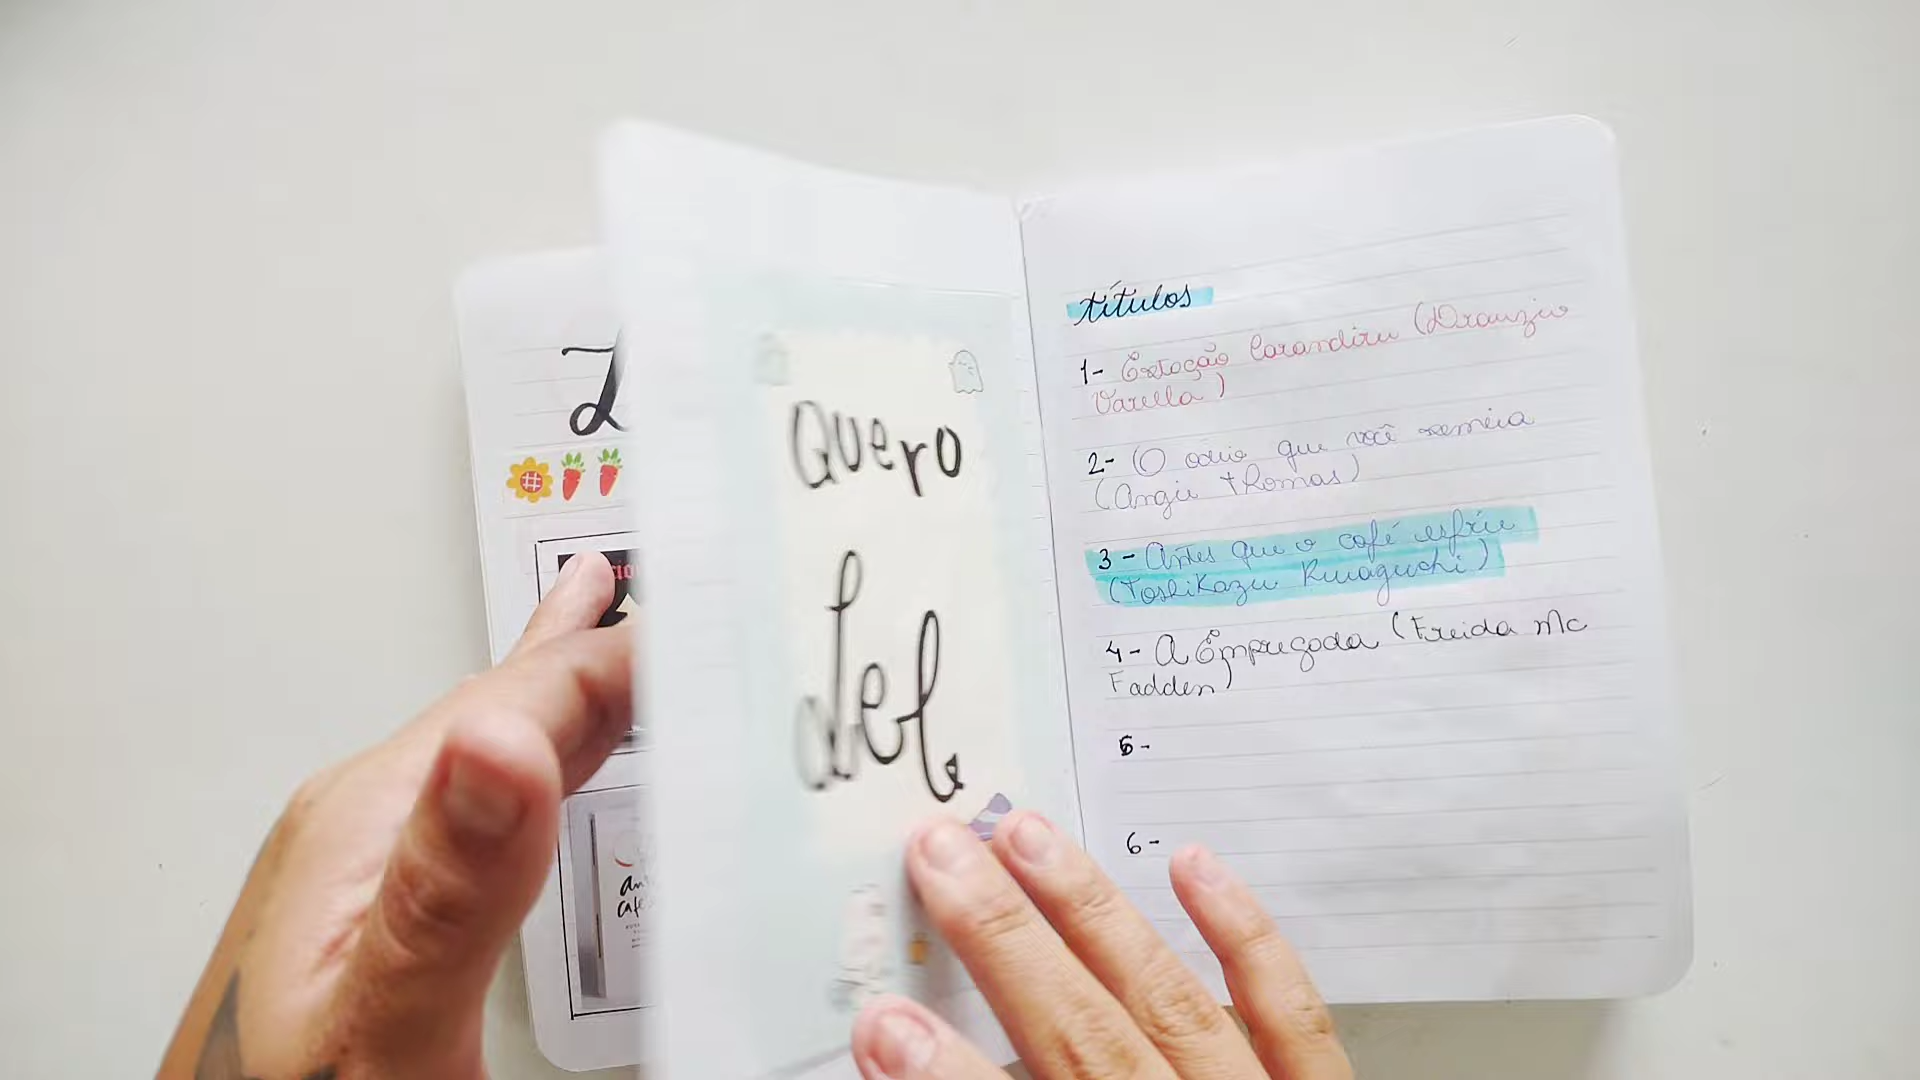 Quero
Ler
títulos
1- Estação Carandiru (Drauzio
Varella)
2- O ódio que você semeia
(Angie Thomas)
3- Antes que o café esfrie
(Toshikazu Kawaguchi)
4- A Empregada (Freida Mc
Fadden)
5-
6-